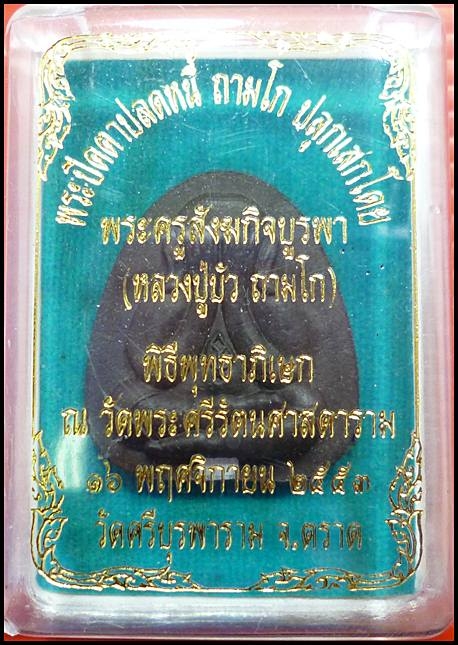 พระปิดตาปลดหนี้ ถามโก ปลุกเสกโดย
พระครูสังฆกิจบูรพา
(หลวงปู่บัว ถามโก)
พิธีพุทธาภิเษก
ณ วัดพระศรีรัตนศาสดาราม
๑๖ พฤศจิกายน ๒๕๕๓
วัดศรีบุรพาราม จ.ตราด